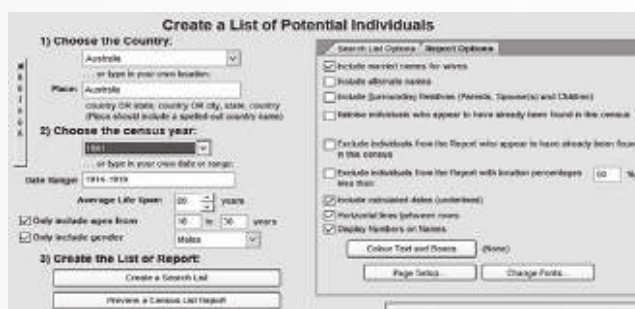 Create a List of Potential Individuals
1) Choose the Country:
Australia
... or type in your own location:
Place: Australia
country OR state, country OR city, state, country
(Place should include a spelled-out country name)
2) Choose the census year:
... or type in your own date or range:
Date Range: 1914-1918
Average Life Span: 80 years
Only include ages from 18 to 38 years
Only include gender Males
3) Create the List or Report:
Create a Search List
Preview a Census List Report
Search List Options Report Options
Include married names for wives
Include alternate names
Include Surrounding Relatives (Parents, Spouse(s) and Children)
Italicize individuals who appear to have already been found in this census
Exclude individuals from the Report who appear to have already been found
in this census
Exclude individuals from the Report with location percentages
less than: %
Include calculated dates (underlined)
Horizontal lines between rows
Display Numbers on Names
Colour Text and Boxes (None)
Page Setup... Change Fonts...